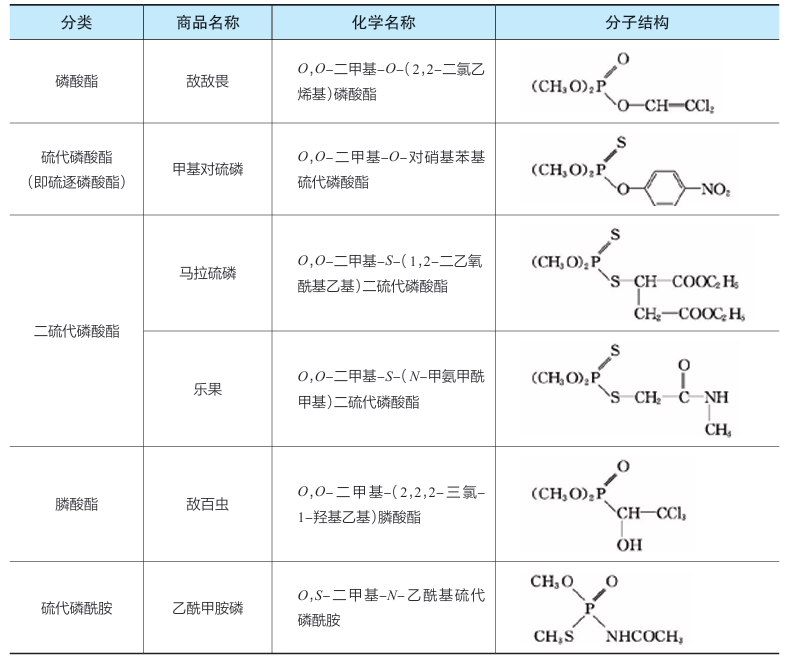 分类 商品名称 化学名称 分子结构
磷酸酯 敌敌畏 O,O-二甲基-O-(2,2-二氯乙
烯基)磷酸酯
O
(CH₃O)₂P
O—CH=CCl₂
硫代磷酸酯
(即硫逐磷酸酯)
甲基对硫磷
O,O-二甲基-O-对硝基苯基
硫代磷酸酯
S
(CH₃O)₂P
O NO₂
二硫代磷酸酯
马拉硫磷
O,O-二甲基-S-(1,2-二乙氧
酰基乙基)二硫代磷酸酯
S
(CH₃O)₂P
S—CH—COOC₂H₅
CH₂—COOC₂H₅
乐果
O,O-二甲基-S-(N-甲氨甲酰
甲基)二硫代磷酸酯
S
O
(CH₃O)₂P
S—CH₂—C—NH
CH₃
膦酸酯
敌百虫
O,O-二甲基-(2,2,2-三氯-
1-羟基乙基)膦酸酯
O
(CH₃O)₂P
CH—CCl₃
OH
硫代磷酰胺
乙酰甲胺磷
O,S-二甲基-N-乙酰基硫代
磷酰胺
CH₃O O
P
CH₃S NHCOCH₃